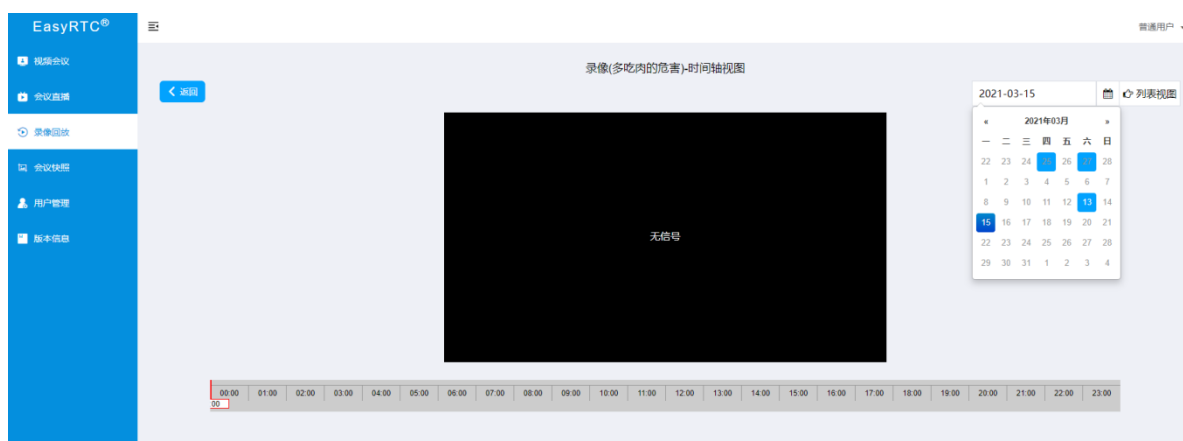 EasyRTC®
普通用户
视频会议
会议直播
录像回放
会议快照
用户管理
版本信息
录像(多吃肉的危害)-时间轴视图
返回
2021-03-15
列表视图
« 2021年03月 »
一 二 三 四 五 六 日
22 23 24 25 26 27 28
1 2 3 4 5 6 7
8 9 10 11 12 13 14
15 16 17 18 19 20 21
22 23 24 25 26 27 28
29 30 31 1 2 3 4
无信号
00:00 01:00 02:00 03:00 04:00 05:00 06:00 07:00 08:00 09:00 10:00 11:00 12:00 13:00 14:00 15:00 16:00 17:00 18:00 19:00 20:00 21:00 22:00 23:00
:00